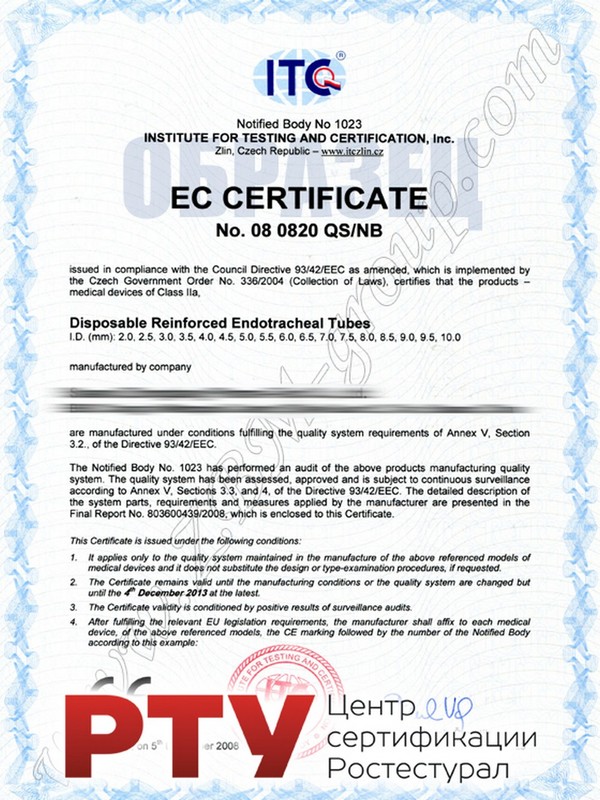 ITC ®
Notified Body No 1023
INSTITUTE FOR TESTING AND CERTIFICATION, Inc.
Zlin, Czech Republic – www.itczlin.cz
ОБРАЗЕЦ
EC CERTIFICATE
No. 08 0820 QS/NB
issued in compliance with the Council Directive 93/42/EEC as amended, which is implemented by
the Czech Government Order No. 336/2004 (Collection of Laws), certifies that the products –
medical devices of Class IIa,
Disposable Reinforced Endotracheal Tubes
I.D. (mm): 2.0, 2.5, 3.0, 3.5, 4.0, 4.5, 5.0, 5.5, 6.0, 6.5, 7.0, 7.5, 8.0, 8.5, 9.0, 9.5, 10.0
manufactured by company
are manufactured under conditions fulfilling the quality system requirements of Annex V, Section
3.2., of the Directive 93/42/EEC.
The Notified Body No. 1023 has performed an audit of the above products manufacturing quality
system. The quality system has been assessed, approved and is subject to continuous surveillance
according to Annex V, Sections 3.3, and 4, of the Directive 93/42/EEC. The detailed description of
the system parts, requirements and measures applied by the manufacturer are presented in the
Final Report No. 803600439/2008, which is enclosed to this Certificate.
This Certificate is issued under the following conditions:
1. It applies only to the quality system maintained in the manufacture of the above referenced models of
medical devices and it does not substitute the design or type-examination procedures, if requested.
2. The Certificate remains valid until the manufacturing conditions or the quality system are changed but
until the 4th December 2013 at the latest.
3. The Certificate validity is conditioned by positive results of surveillance audits.
4. After fulfilling the relevant EU legislation requirements, the manufacturer shall affix to each medical
device, of the above referenced models, the CE marking followed by the number of the Notified Body
according to this example:
РТУ
Центр
сертификации
Ростестурал
on 5th
2008